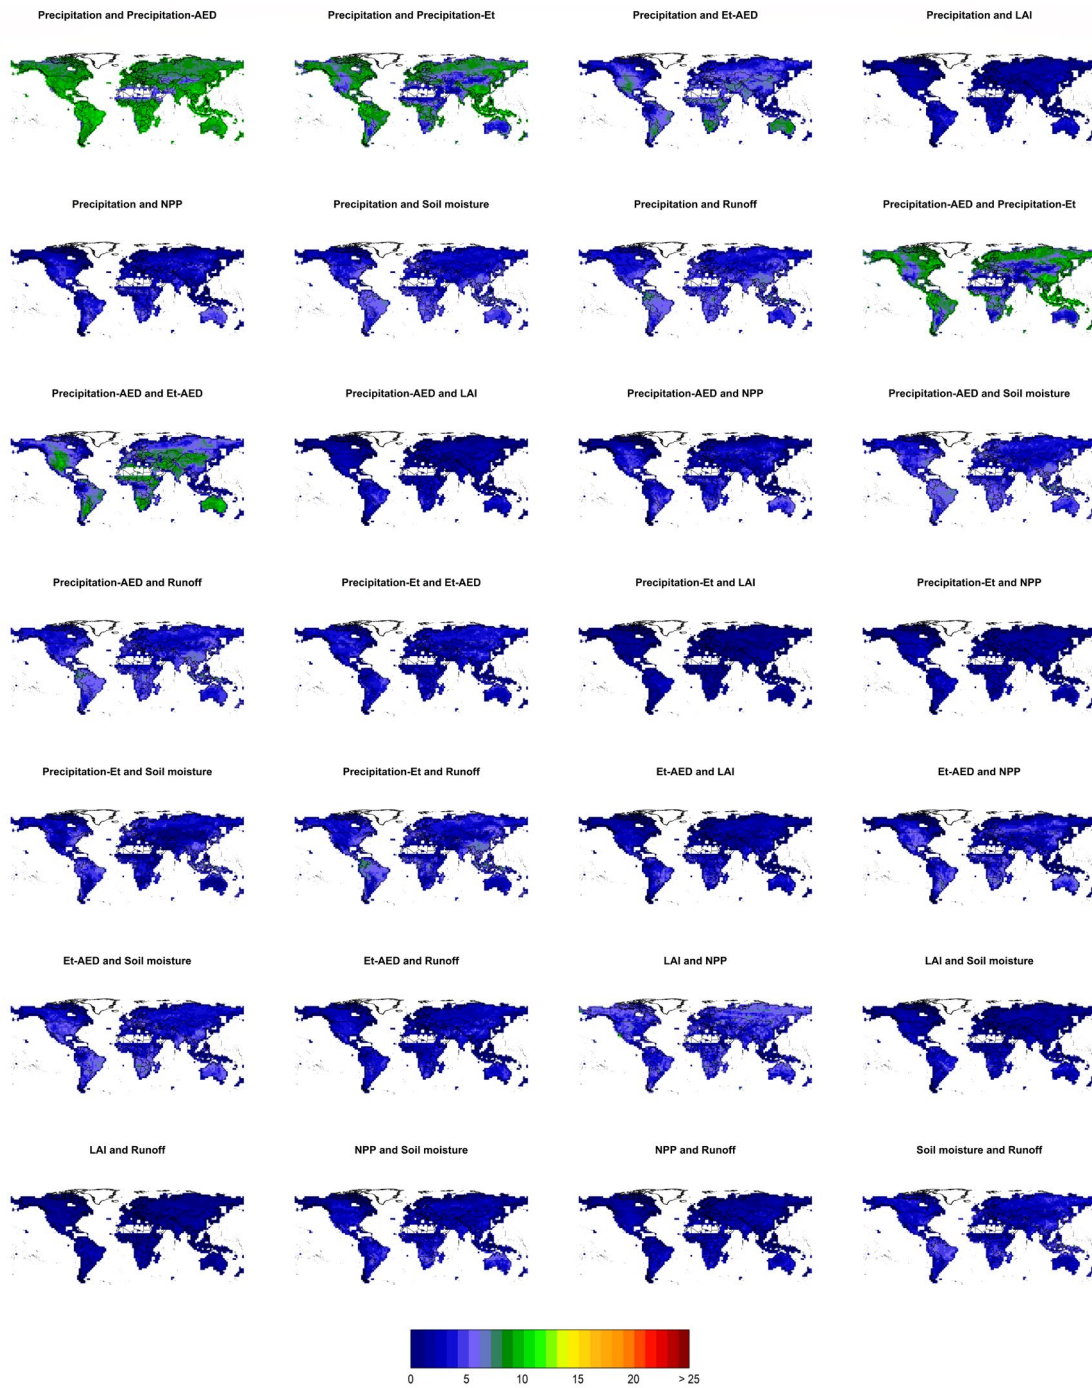 Precipitation and Precipitation-AED
Precipitation and Precipitation-Et
Precipitation and Et-AED
Precipitation and LAI
Precipitation and NPP
Precipitation and Soil moisture
Precipitation and Runoff
Precipitation-AED and Precipitation-Et
Precipitation-AED and Et-AED
Precipitation-AED and LAI
Precipitation-AED and NPP
Precipitation-AED and Soil moisture
Precipitation-AED and Runoff
Precipitation-Et and Et-AED
Precipitation-Et and LAI
Precipitation-Et and NPP
Precipitation-Et and Soil moisture
Precipitation-Et and Runoff
Et-AED and LAI
Et-AED and NPP
Et-AED and Soil moisture
Et-AED and Runoff
LAI and NPP
LAI and Soil moisture
LAI and Runoff
NPP and Soil moisture
NPP and Runoff
Soil moisture and Runoff
0 5 10 15 20 > 25